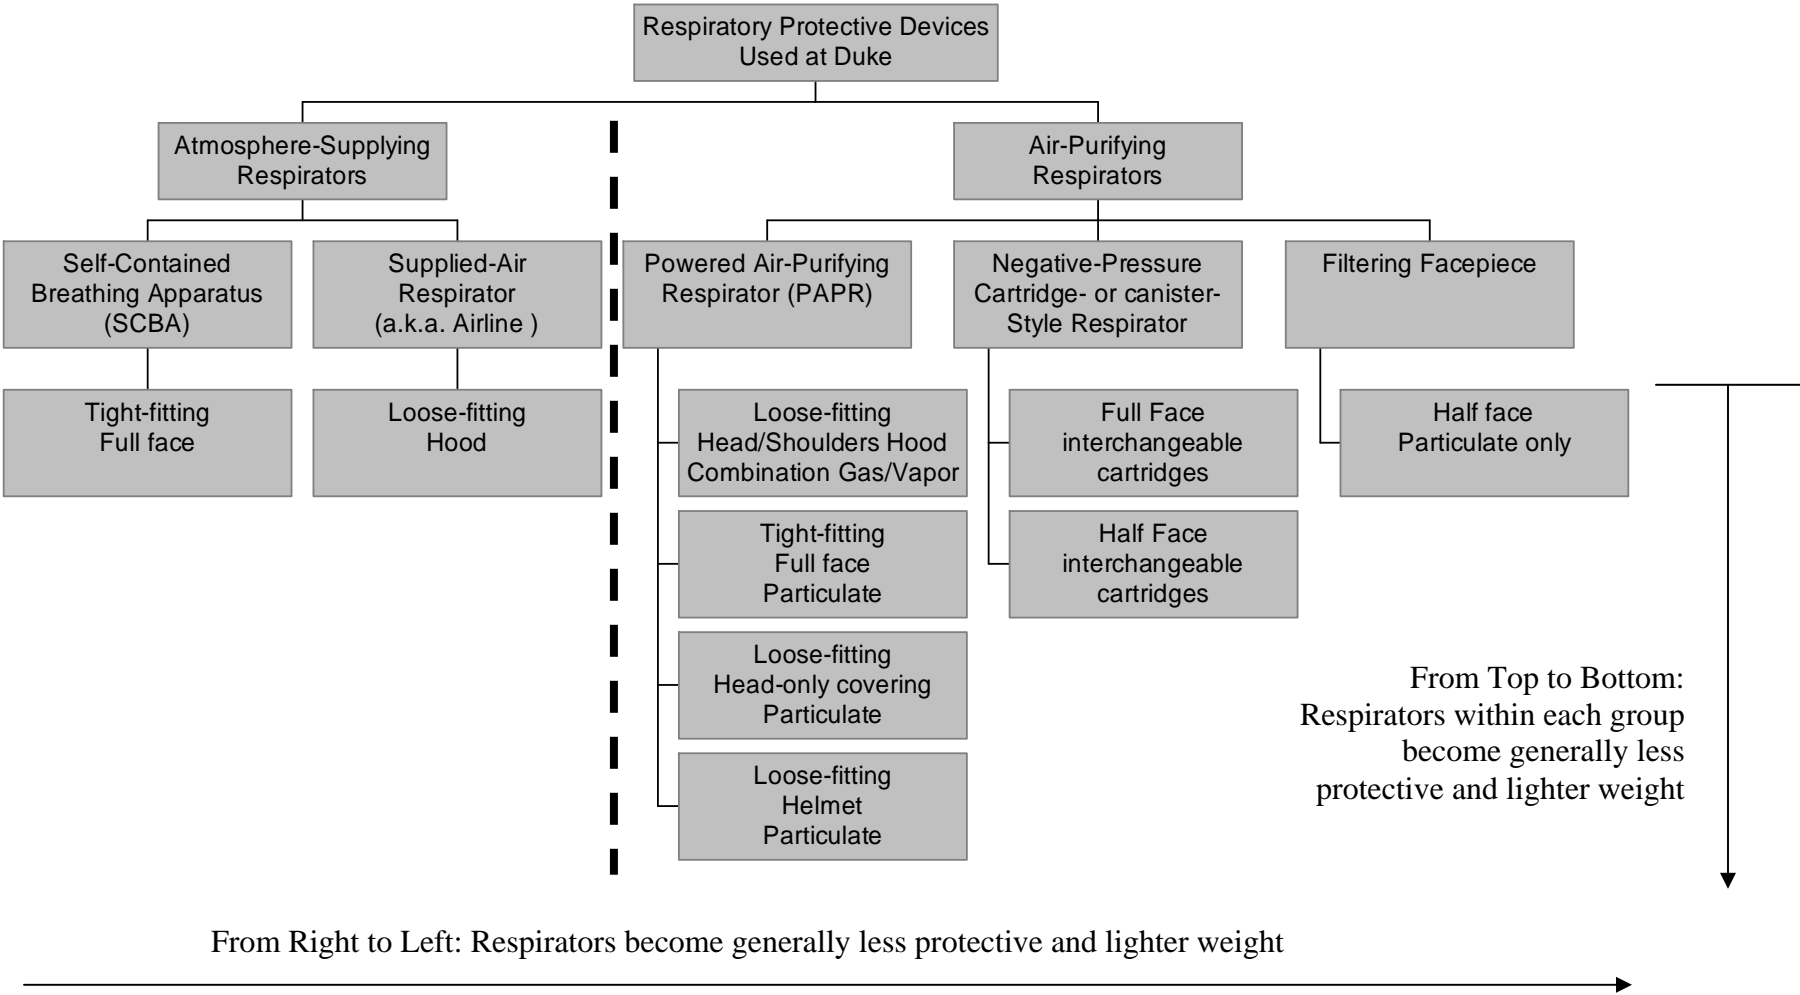 Respiratory Protective Devices
Used at Duke
Atmosphere-Supplying
Respirators
Air-Purifying
Respirators
Self-Contained
Breathing Apparatus
(SCBA)
Supplied-Air
Respirator
(a.k.a. Airline )
Powered Air-Purifying
Respirator (PAPR)
Negative-Pressure
Cartridge- or canister-
Style Respirator
Filtering Facepiece
Tight-fitting
Full face
Loose-fitting
Hood
Loose-fitting
Head/Shoulders Hood
Combination Gas/Vapor
Full Face
interchangeable
cartridges
Half face
Particulate only
Tight-fitting
Full face
Particulate
Half Face
interchangeable
cartridges
Loose-fitting
Head-only covering
Particulate
Loose-fitting
Helmet
Particulate
From Top to Bottom:
Respirators within each group
become generally less
protective and lighter weight
From Right to Left: Respirators become generally less protective and lighter weight